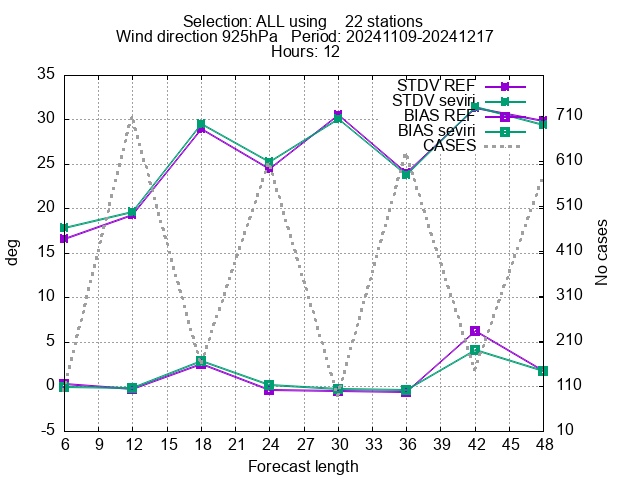 Selection: ALL using    22 stations
Wind direction 925hPa   Period: 20241109-20241217
Hours: 12
35
30
25
20
15
10
5
0
-5
deg
STDV REF
STDV seviri
BIAS REF
BIAS seviri
CASES
710
610
510
410
310
210
110
10
No cases
6 9 12 15 18 21 24 27 30 33 36 39 42 45 48
Forecast length